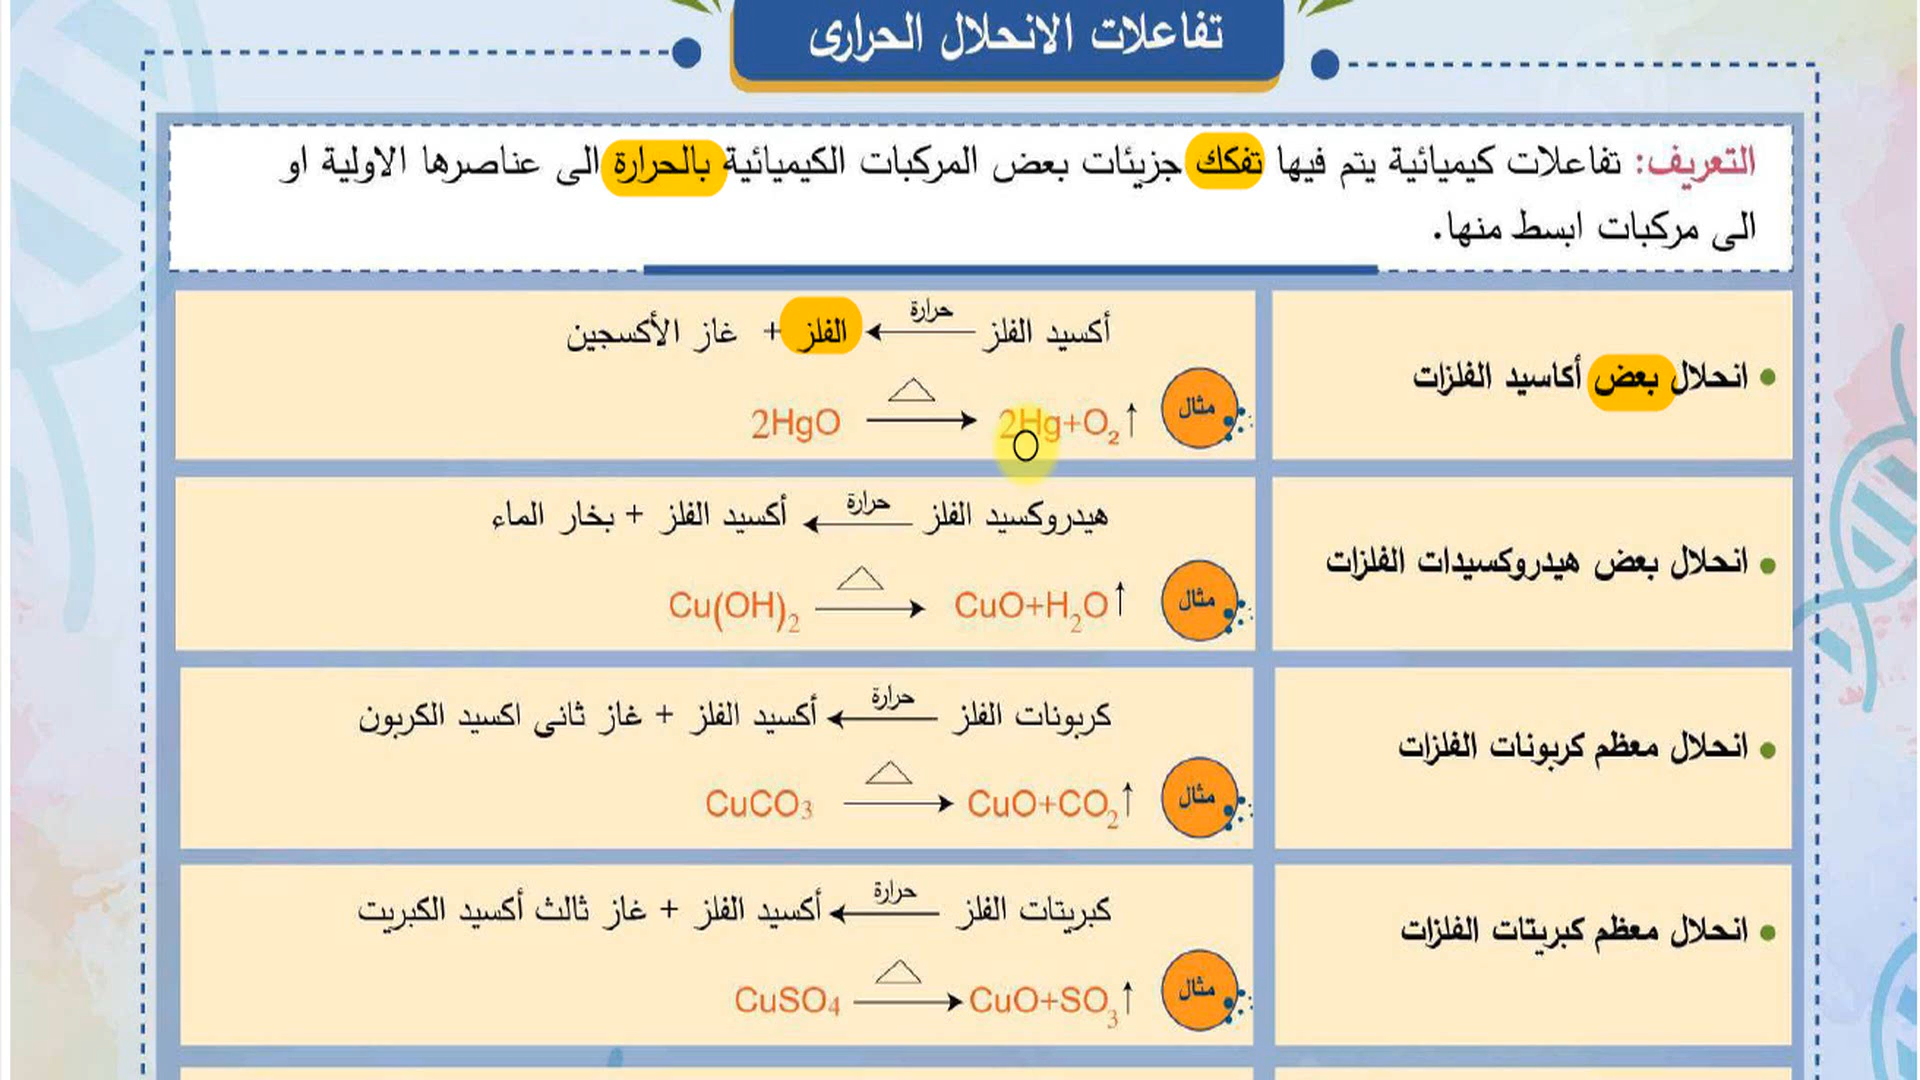 تفاعلات الانحلال الحرارى
التعريف: تفاعلات كيميائية يتم فيها تفكك جزيئات بعض المركبات الكيميائية بالحرارة الى عناصرها الاولية او
الى مركبات ابسط منها.
• انحلال بعض أكاسيد الفلزات
أكسيد الفلز ← حرارة الفلز + غاز الأكسجين
مثال
2HgO △→ 2Hg+O₂↑
• انحلال بعض هيدروكسيدات الفلزات
هيدروكسيد الفلز ← حرارة أكسيد الفلز + بخار الماء
مثال
Cu(OH)₂ △→ CuO+H₂O↑
• انحلال معظم كربونات الفلزات
كربونات الفلز ← حرارة أكسيد الفلز + غاز ثانى اكسيد الكربون
مثال
CuCO₃ △→ CuO+CO₂↑
• انحلال معظم كبريتات الفلزات
كبريتات الفلز ← حرارة أكسيد الفلز + غاز ثالث أكسيد الكبريت
مثال
CuSO₄ △→ CuO+SO₃↑